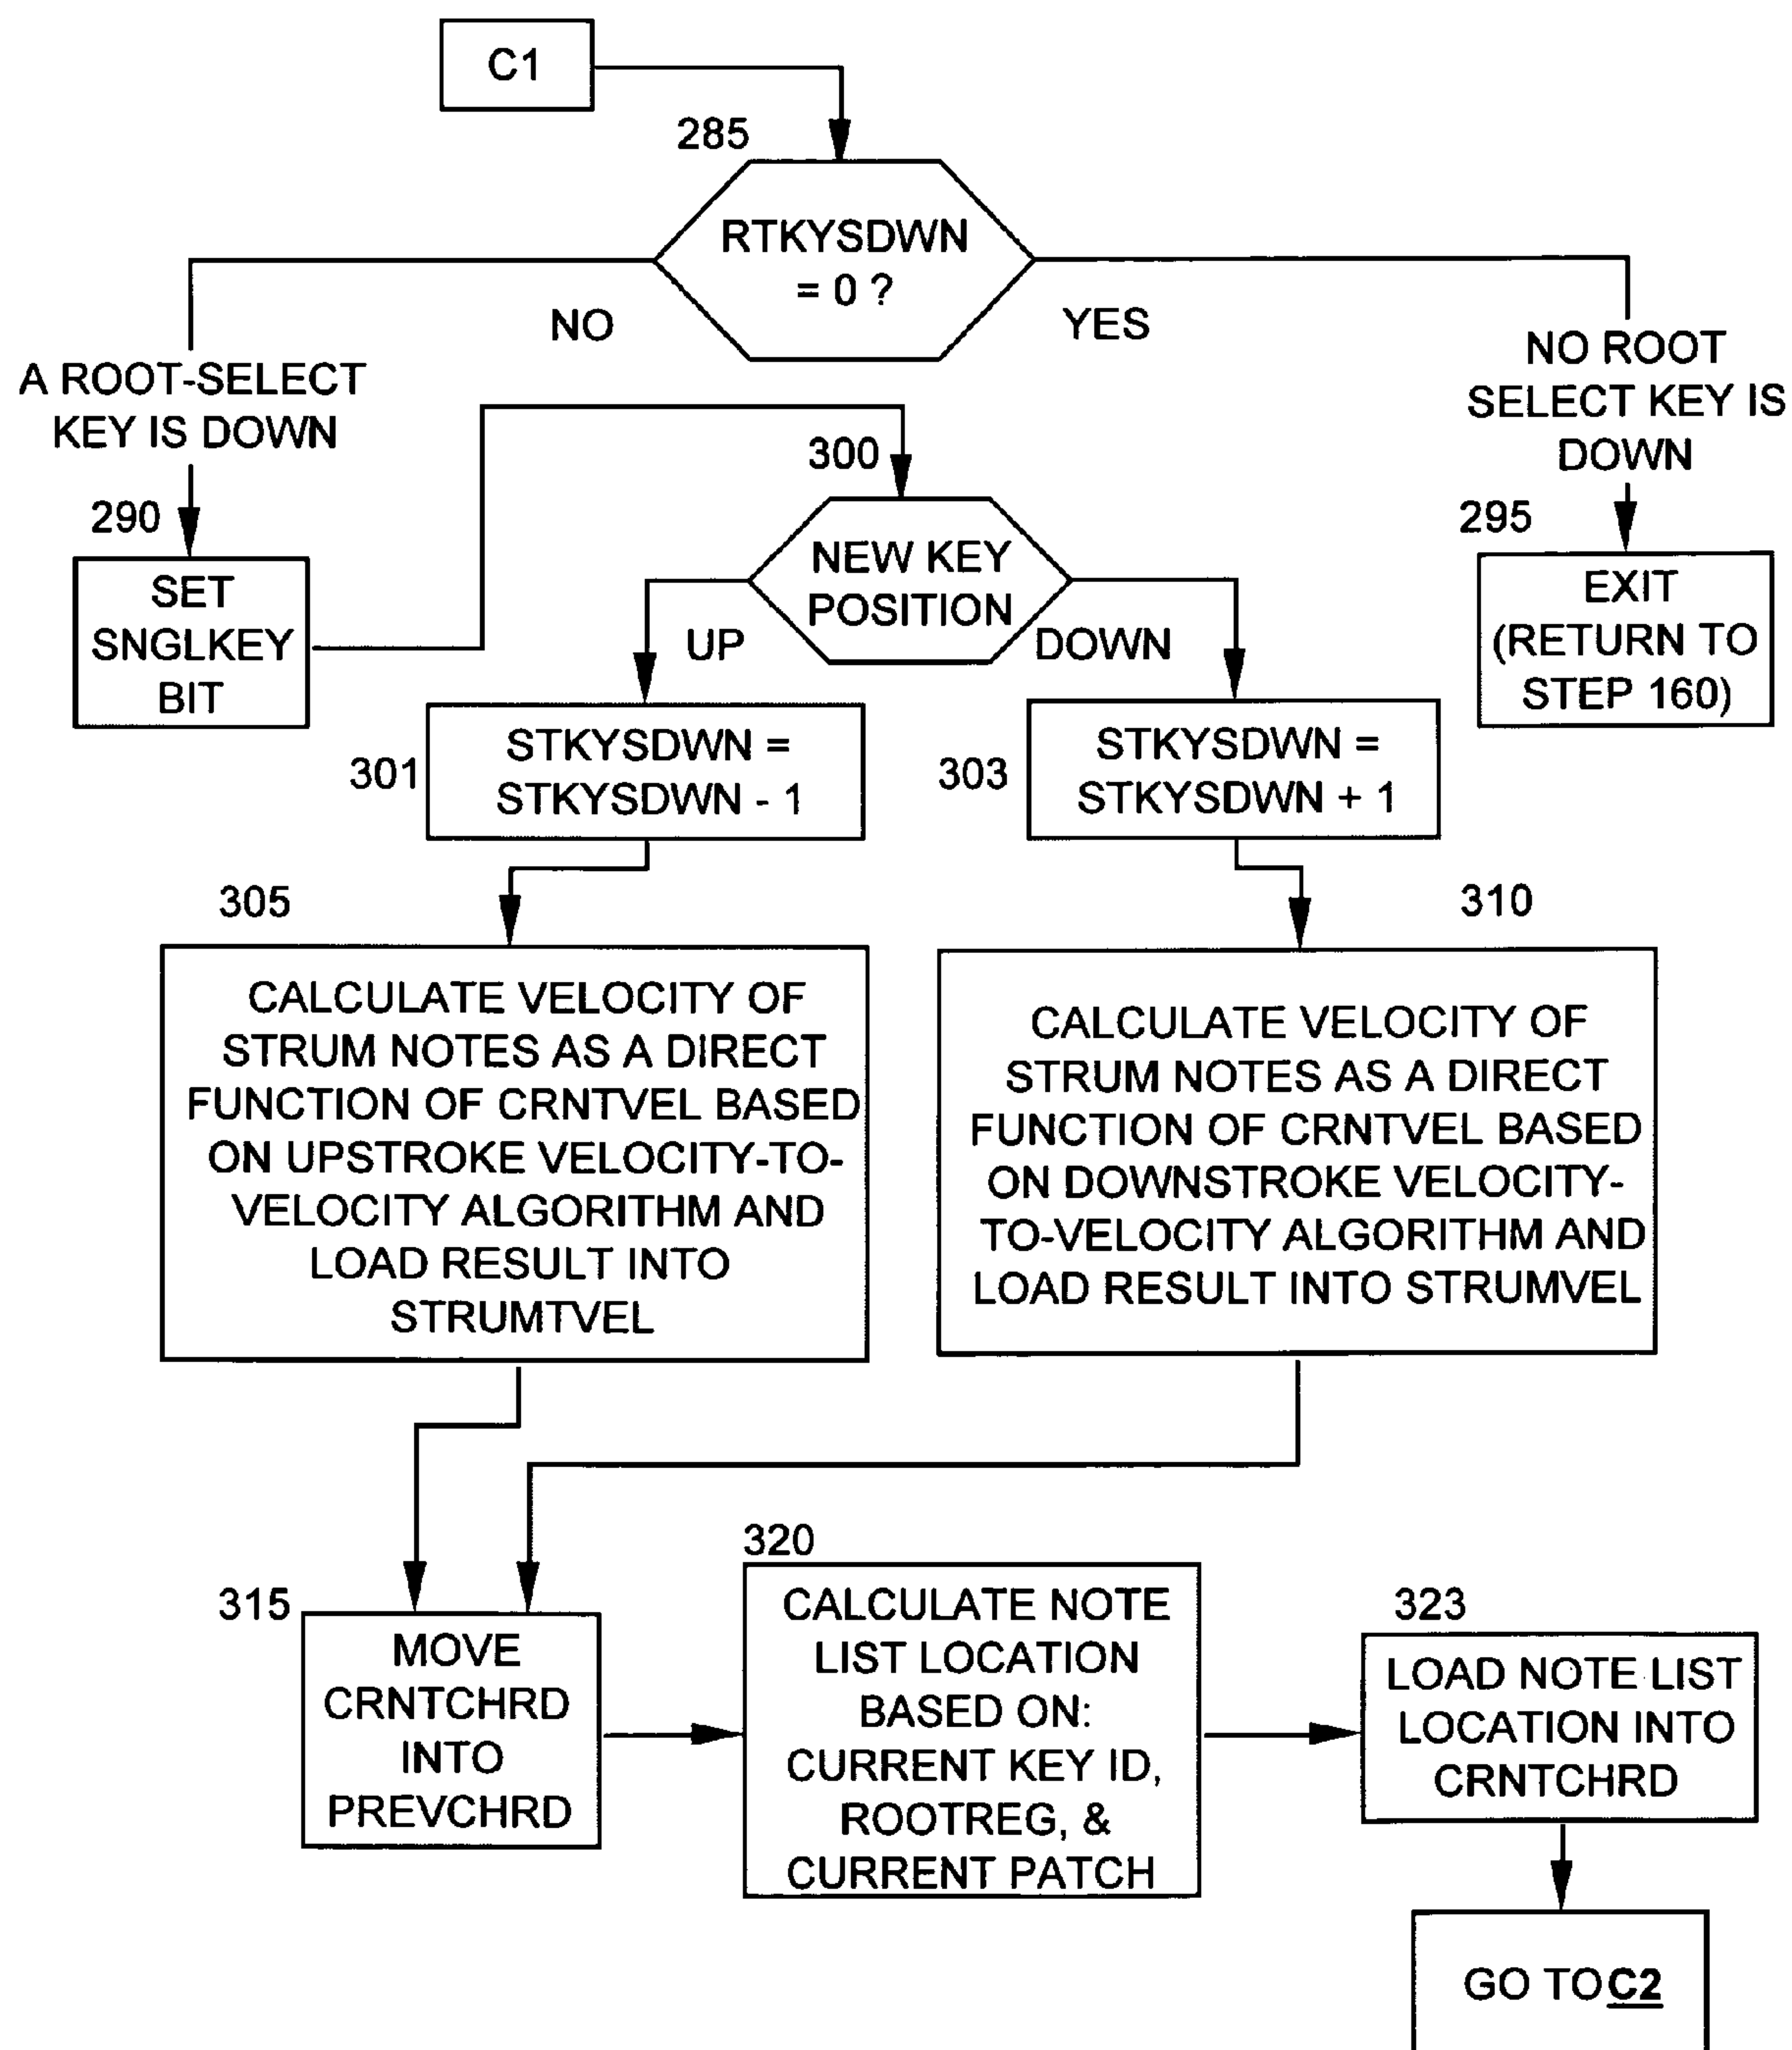 C1
285
RTKYSDWN
= 0 ?
NO
YES
A ROOT-SELECT
KEY IS DOWN
NO ROOT
SELECT KEY IS
DOWN
290
SET
SNGLKEY
BIT
300
NEW KEY
POSITION
UP
DOWN
295
EXIT
(RETURN TO
STEP 160)
301
STKYSDWN =
STKYSDWN - 1
303
STKYSDWN =
STKYSDWN + 1
305
CALCULATE VELOCITY OF
STRUM NOTES AS A DIRECT
FUNCTION OF CRNTVEL BASED
ON UPSTROKE VELOCITY-TO-
VELOCITY ALGORITHM AND
LOAD RESULT INTO
STRUMTVEL
310
CALCULATE VELOCITY OF
STRUM NOTES AS A DIRECT
FUNCTION OF CRNTVEL BASED
ON DOWNSTROKE VELOCITY-
TO-VELOCITY ALGORITHM AND
LOAD RESULT INTO STRUMVEL
315
MOVE
CRNTCHRD
INTO
PREVCHRD
320
CALCULATE NOTE
LIST LOCATION
BASED ON:
CURRENT KEY ID,
ROOTREG, &
CURRENT PATCH
323
LOAD NOTE LIST
LOCATION INTO
CRNTCHRD
GO TO C2